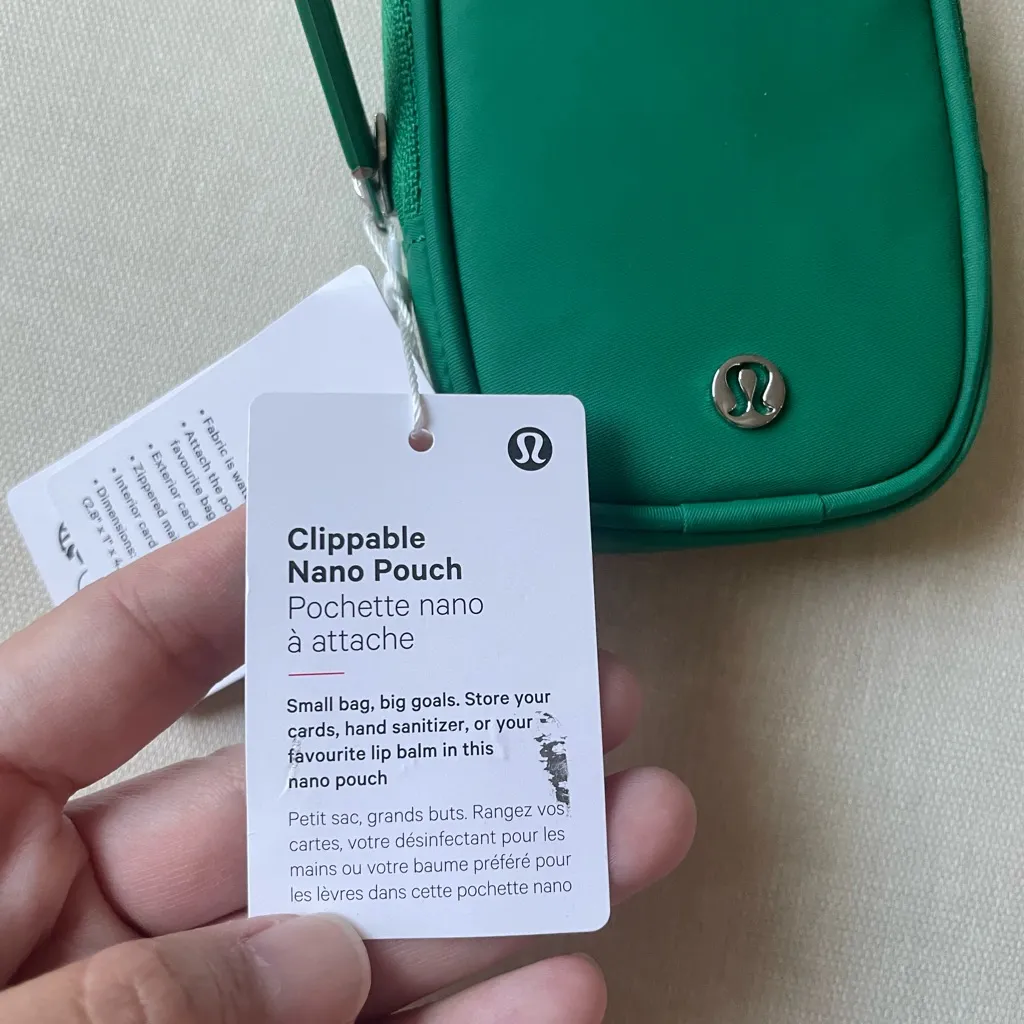 Clippable
Nano Pouch
Pochette nano
à attache
Small bag, big goals. Store your
cards, hand sanitizer, or your
favourite lip balm in this
nano pouch
Petit sac, grands buts. Rangez vos
cartes, votre désinfectant pour les
mains ou votre baume préféré pour
les lèvres dans cette pochette nano
• Fabric is
• Attach the
favourite bag
• Exterior card
• Zippered
• Interior card
• Dimensions:
(2.8" x 1" x